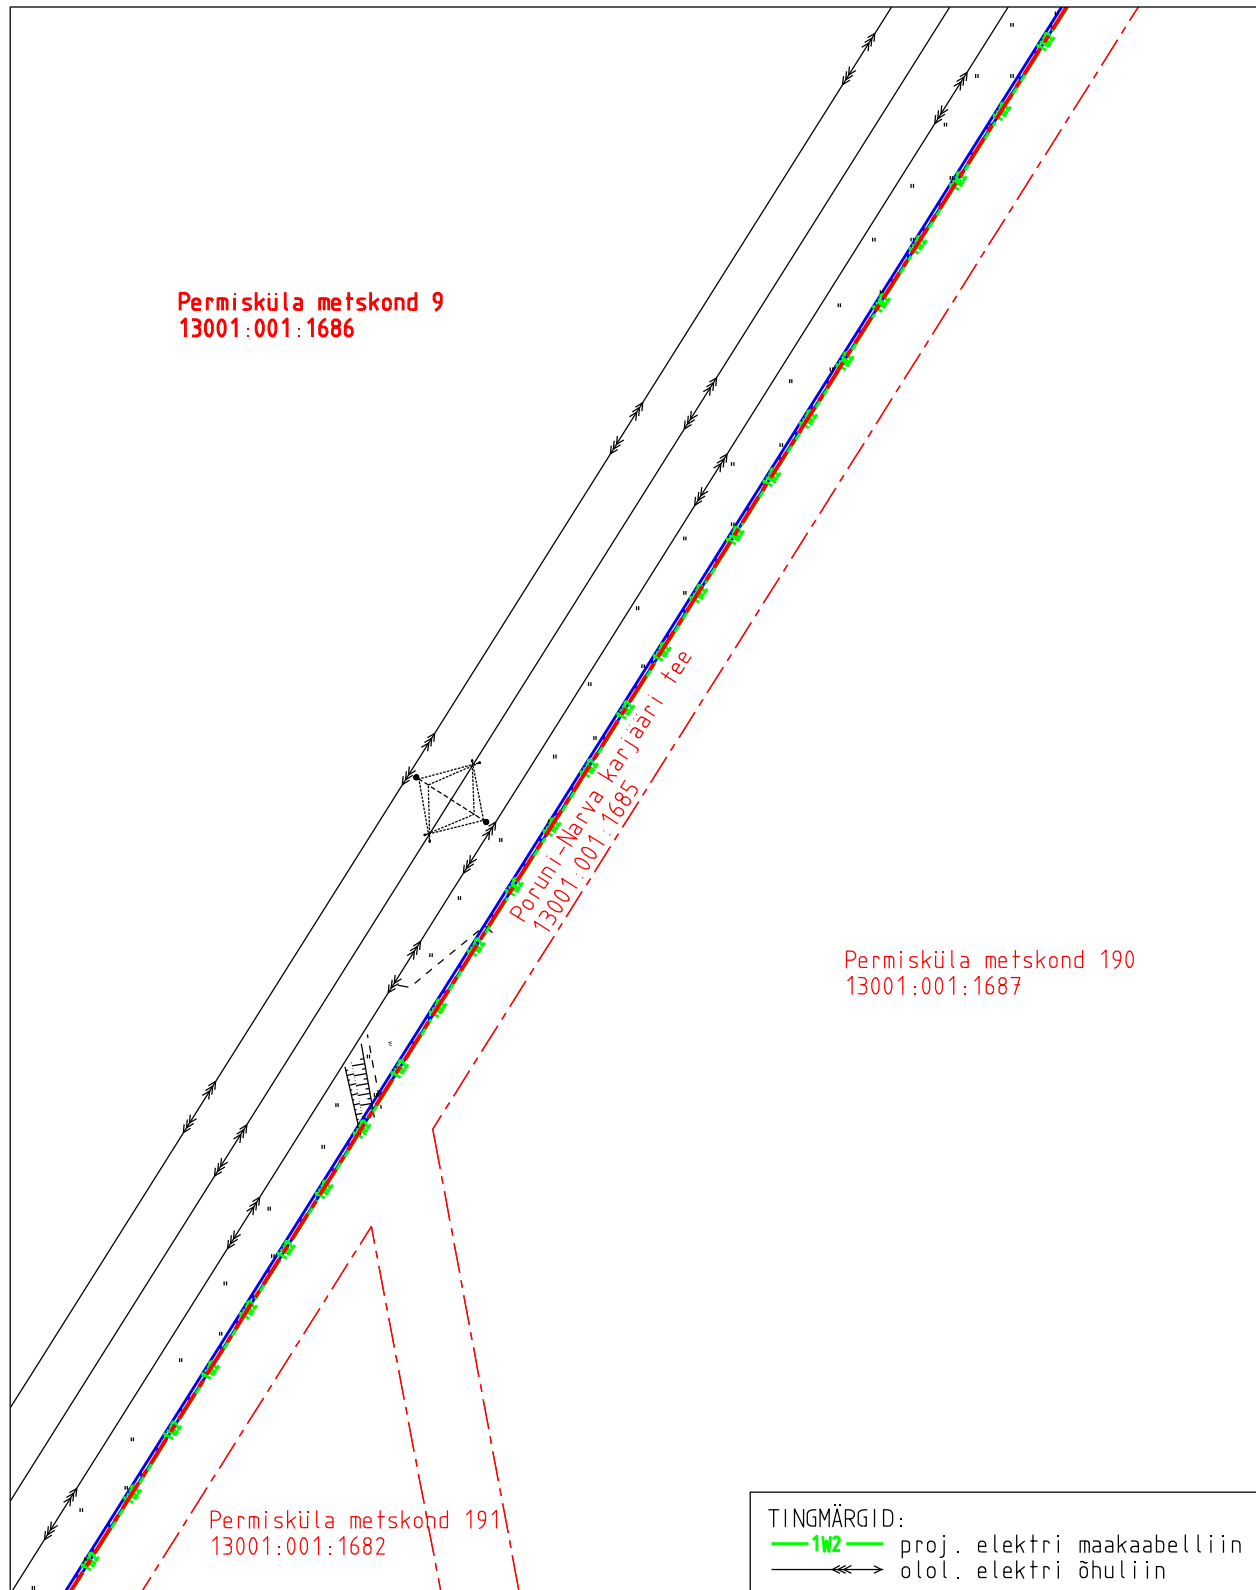 Permisküla metskond 9
13001:001:1686
Poruni-Narva karjääri tee
13001:001:1685
Permisküla metskond 190
13001:001:1687
Permisküla metskond 191
13001:001:1682
TINGMÄRGID:
1W2 proj. elektri maakaabelliin
olol. elektri õhuliin